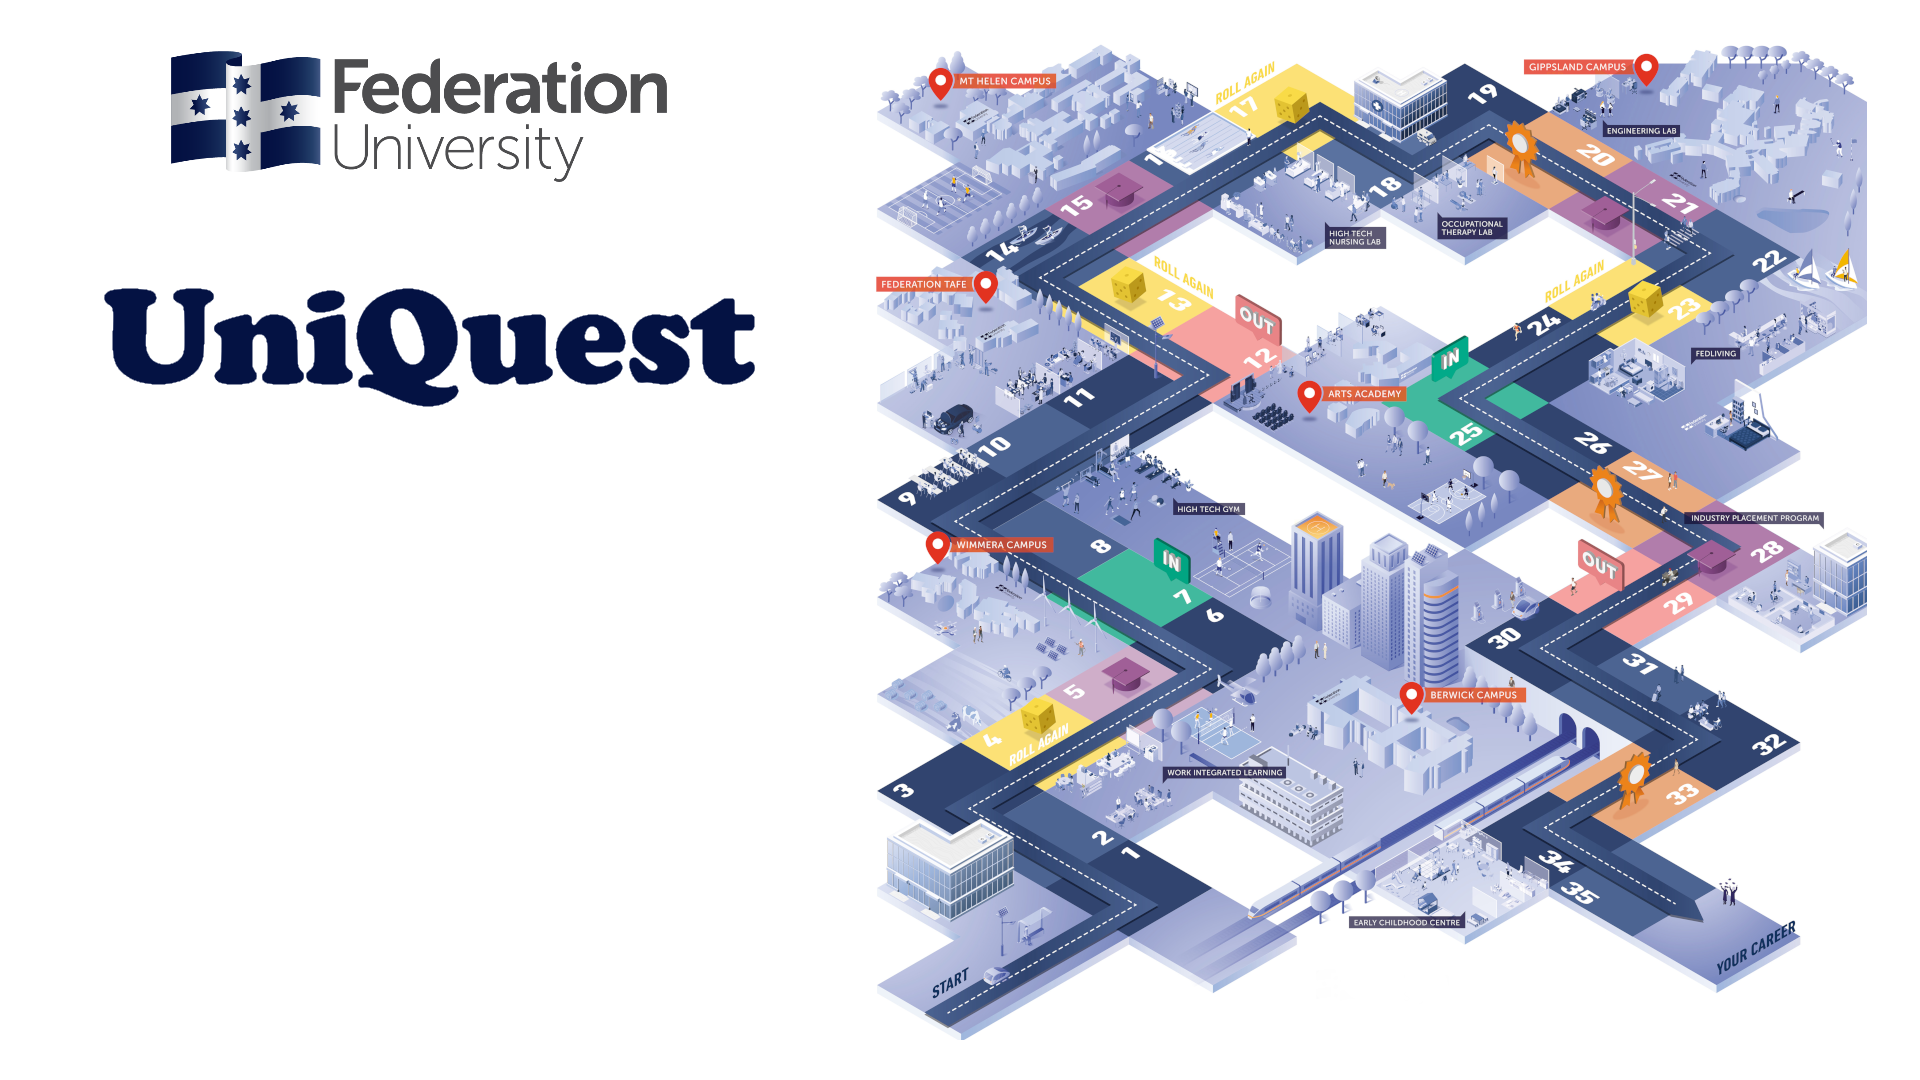 Federation
University
UniQuest
MT HELEN CAMPUS
ROLL AGAIN
17
19
GIPPSLAND CAMPUS
ENGINEERING LAB
20
15
18
21
HIGH TECH
NURSING LAB
OCCUPATIONAL
THERAPY LAB
14
22
FEDERATION TAFE
ROLL AGAIN
13
ROLL AGAIN
23
OUT
12
24
IN
FEDLIVING
11
ARTS ACADEMY
25
10
26
27
9
HIGH TECH GYM
INDUSTRY PLACEMENT PROGRAM
WIMMERA CAMPUS
8
IN
OUT
28
7
6
29
30
31
5
BERWICK CAMPUS
4
ROLL AGAIN
32
WORK INTEGRATED LEARNING
3
33
2
1
34
35
EARLY CHILDHOOD CENTRE
START
YOUR CAREER